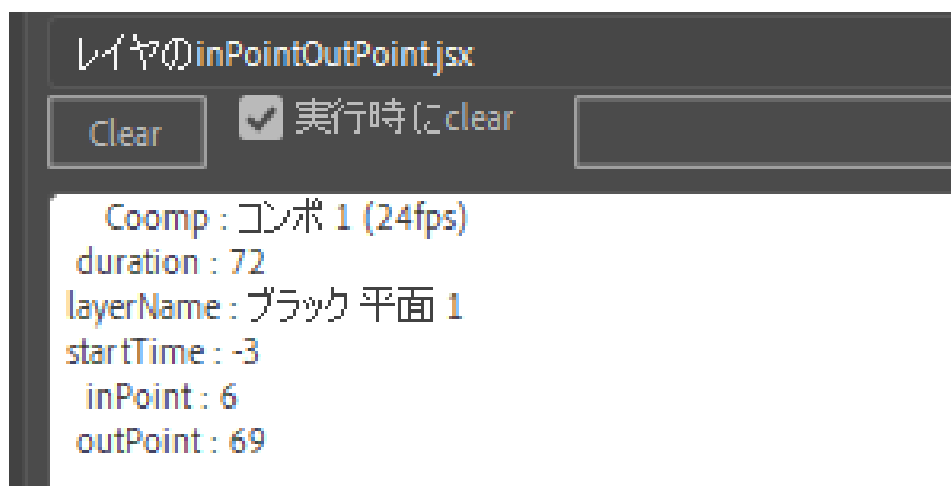 レイヤのinPointOutPoint.jsx
Clear
実行時にclear
Coomp : コンポ 1 (24fps)
duration : 72
layerName : ブラック 平面 1
startTime : -3
inPoint : 6
outPoint : 69